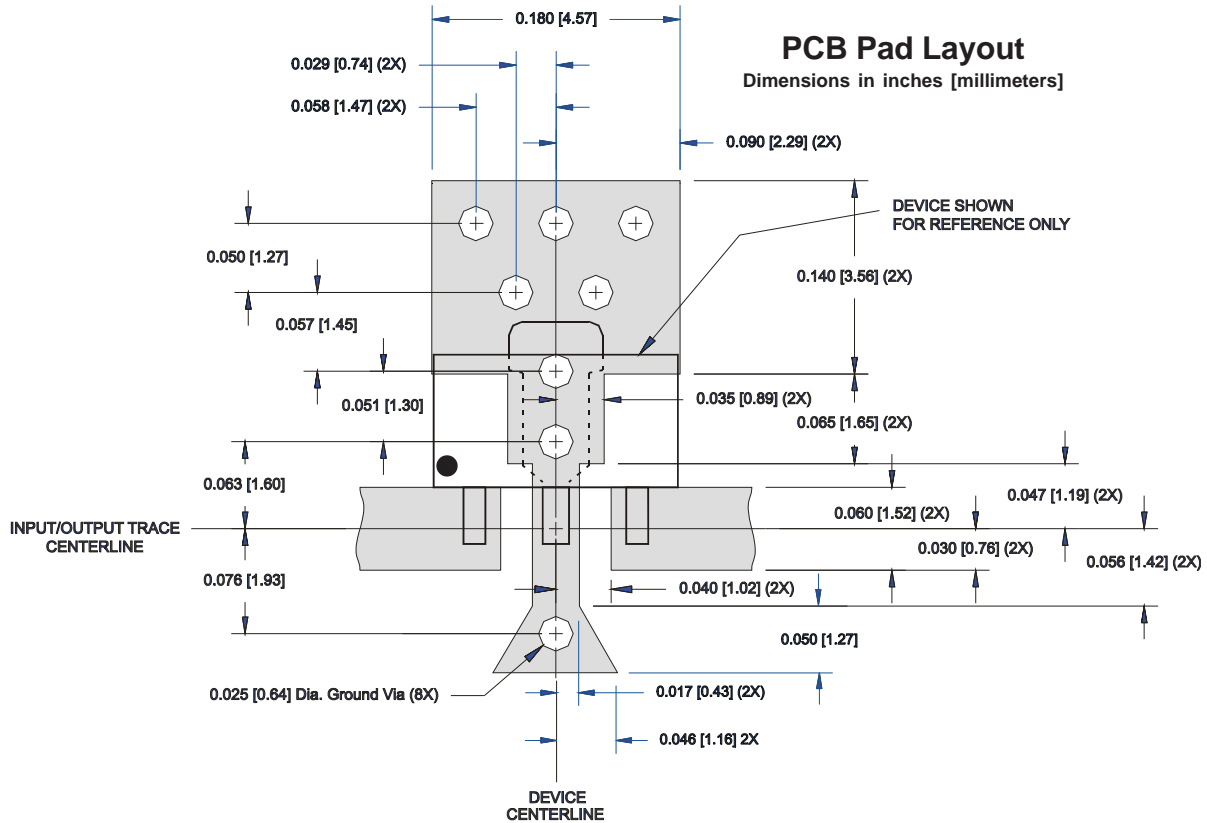 0.180 [4.57]
PCB Pad Layout
Dimensions in inches [millimeters]
0.029 [0.74] (2X)
0.058 [1.47] (2X)
0.090 [2.29] (2X)
DEVICE SHOWN
FOR REFERENCE ONLY
0.050 [1.27]
0.140 [3.56] (2X)
0.057 [1.45]
0.051 [1.30]
0.035 [0.89] (2X)
0.065 [1.65] (2X)
0.063 [1.60]
0.047 [1.19] (2X)
0.060 [1.52] (2X)
INPUT/OUTPUT TRACE
CENTERLINE
0.030 [0.76] (2X)
0.056 [1.42] (2X)
0.076 [1.93]
0.040 [1.02] (2X)
0.050 [1.27]
0.025 [0.64] Dia. Ground Via (8X)
0.017 [0.43] (2X)
0.046 [1.16] 2X
DEVICE
CENTERLINE